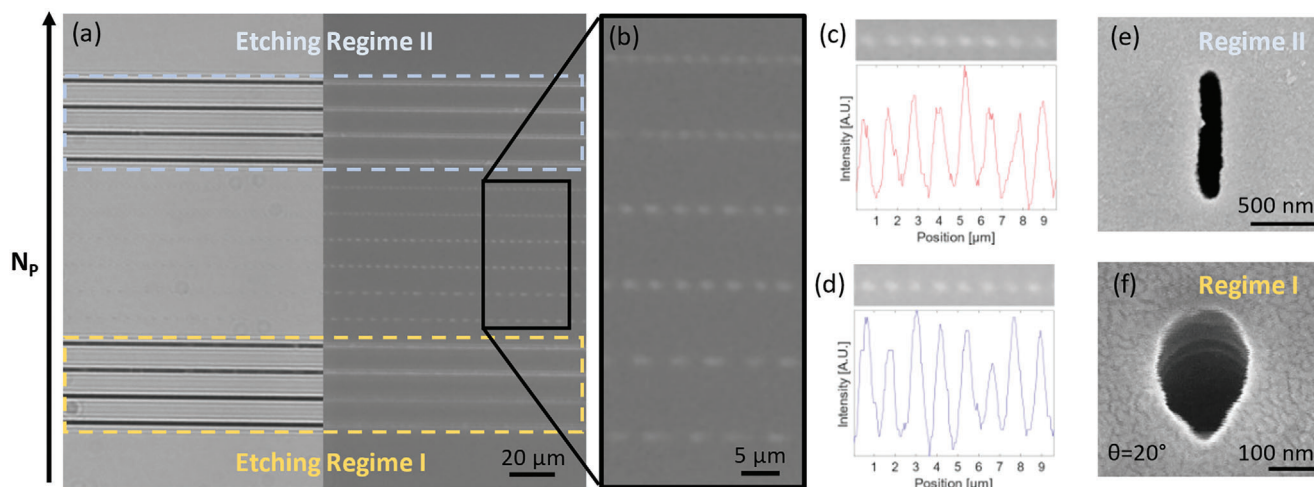 (a)
Etching Regime II
N_P
Etching Regime I
20 μm
(b)
5 μm
(c)
Intensity [A.U.]
1 2 3 4 5 6 7 8 9
Position [μm]
(d)
Intensity [A.U.]
1 2 3 4 5 6 7 8 9
Position [μm]
(e)
Regime II
500 nm
(f)
Regime I
θ=20°
100 nm